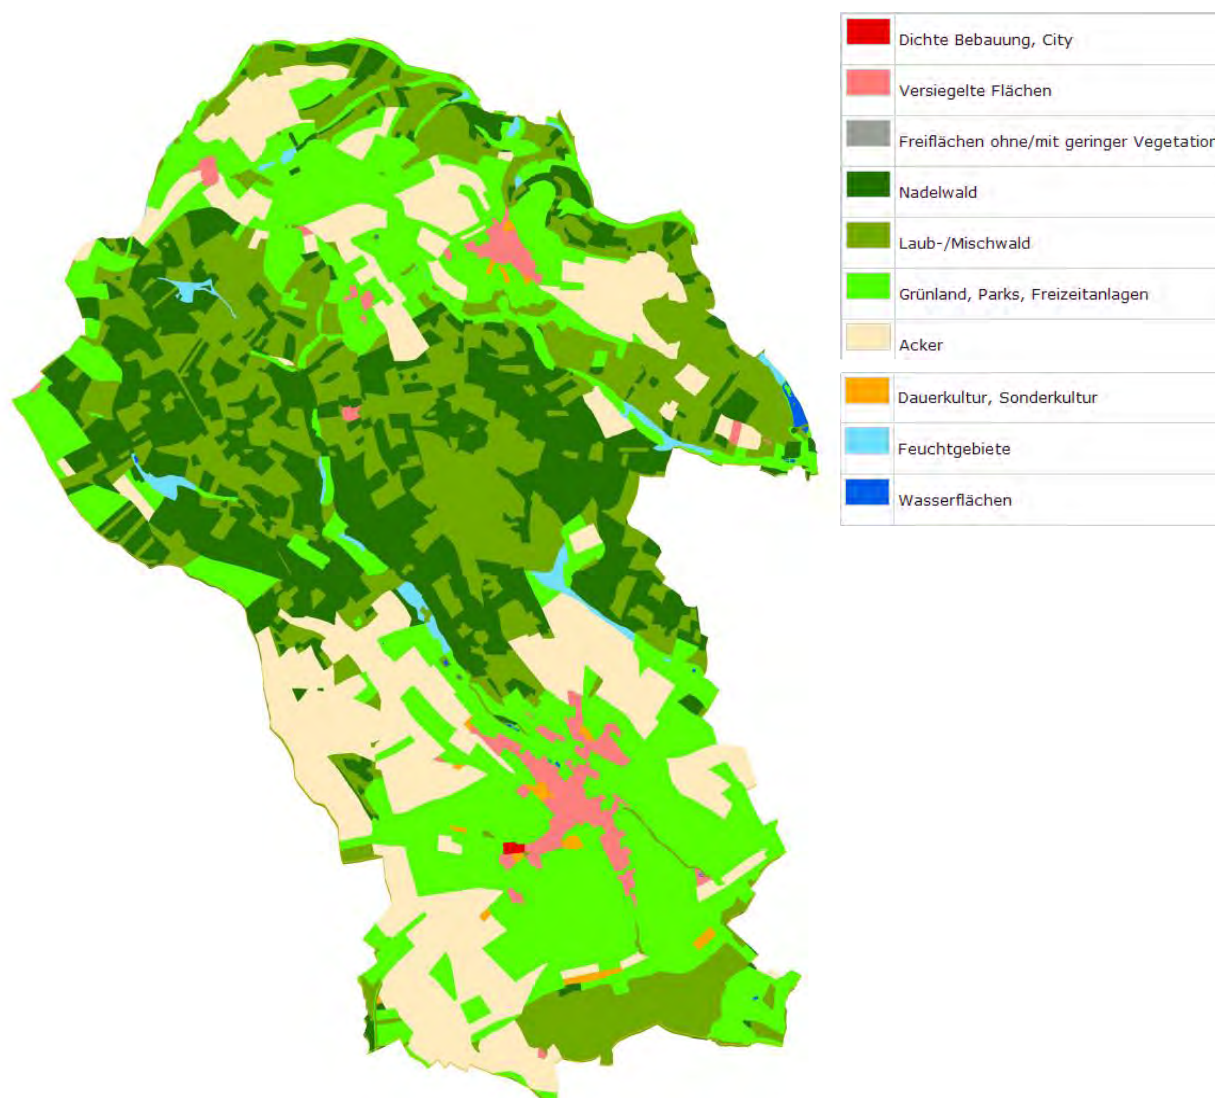 Dichte Bebauung, City
Versiegelte Flächen
Freiflächen ohne/mit geringer Vegetation
Nadelwald
Laub-/Mischwald
Grünland, Parks, Freizeitanlagen
Acker
Dauerkultur, Sonderkultur
Feuchtgebiete
Wasserflächen